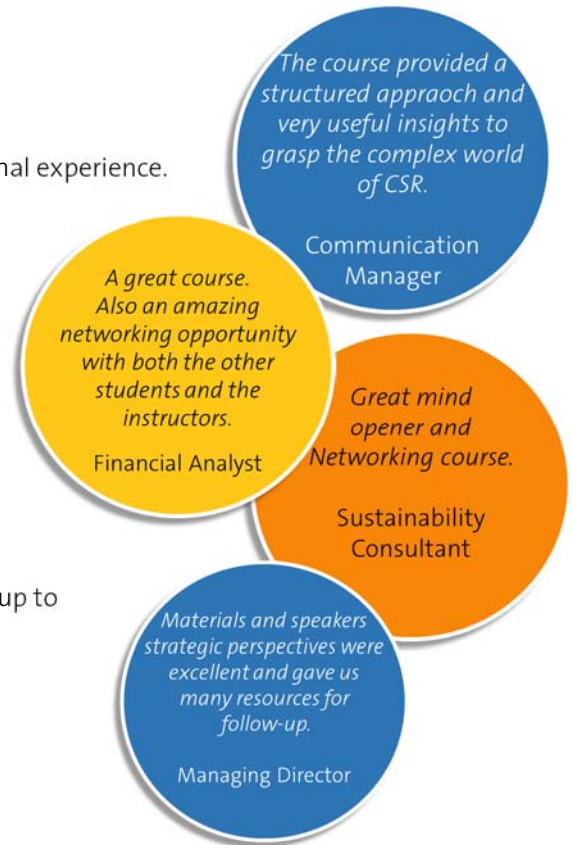 The course provided a
structured appraoch and
very useful insights to
grasp the complex world
of CSR.
Communication
Manager
experience.
A great course.
Also an amazing
networking opportunity
with both the other
students and the
instructors.
Financial Analyst
Great mind
opener and
Networking course.
Sustainability
Consultant
up to
Materials and speakers
strategic perspectives were
excellent and gave us
many resources for
follow-up.
Managing Director